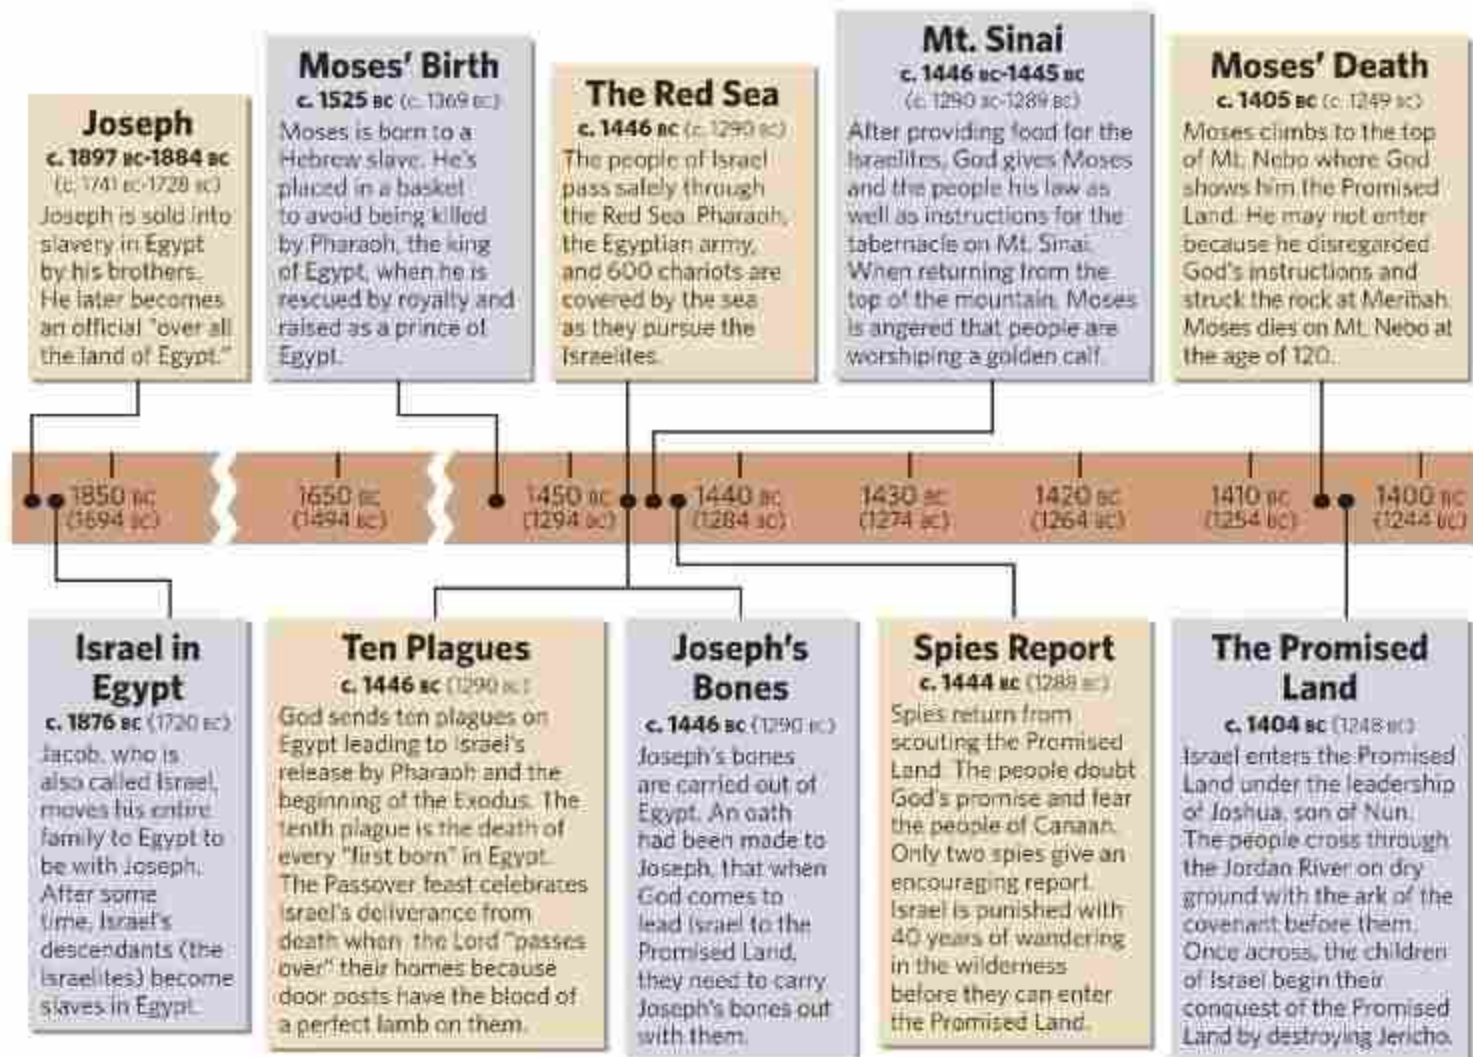 Joseph
c. 1897 BC-1884 BC
(c. 1741 BC-1728 BC)
Joseph is sold into
slavery in Egypt
by his brothers.
He later becomes
an official "over all
the land of Egypt."
Moses' Birth
c. 1525 BC (c. 1369 BC)
Moses is born to a
Hebrew slave. He's
placed in a basket
to avoid being killed
by Pharaoh, the king
of Egypt, when he is
rescued by royalty and
raised as a prince of
Egypt.
The Red Sea
c. 1446 BC (c. 1290 BC)
The people of Israel
pass safely through
the Red Sea. Pharaoh,
the Egyptian army,
and 600 chariots are
covered by the sea
as they pursue the
Israelites.
Mt. Sinai
c. 1446 BC-1445 BC
(c. 1290 BC-1289 BC)
After providing food for the
Israelites, God gives Moses
and the people his law as
well as instructions for the
tabernacle on Mt. Sinai.
When returning from the
top of the mountain, Moses
is angered that people are
worshiping a golden calf.
Moses' Death
c. 1405 BC (c. 1249 BC)
Moses climbs to the top
of Mt. Nebo where God
shows him the Promised
Land. He may not enter
because he disregarded
God's instructions and
struck the rock at Meribah.
Moses dies on Mt. Nebo at
the age of 120.
1850 BC
(1694 BC)
1650 BC
(1494 BC)
1450 BC
(1294 BC)
1440 BC
(1284 BC)
1430 BC
(1274 BC)
1420 BC
(1264 BC)
1410 BC
(1254 BC)
1400 BC
(1244 BC)
Israel in
Egypt
c. 1876 BC (1720 BC)
Jacob, who is
also called Israel,
moves his entire
family to Egypt to
be with Joseph.
After some
time, Israel's
descendants (the
Israelites) become
slaves in Egypt.
Ten Plagues
c. 1446 BC (1290 BC)
God sends ten plagues on
Egypt leading to Israel's
release by Pharaoh and the
beginning of the Exodus. The
tenth plague is the death of
every "first born" in Egypt.
The Passover feast celebrates
Israel's deliverance from
death when the Lord "passes
over" their homes because
door posts have the blood of
a perfect lamb on them.
Joseph's
Bones
c. 1446 BC (1290 BC)
Joseph's bones
are carried out of
Egypt. An oath
had been made to
Joseph, that when
God comes to
lead Israel to the
Promised Land,
they need to carry
Joseph's bones out
with them.
Spies Report
c. 1444 BC (1288 BC)
Spies return from
scouting the Promised
Land. The people doubt
God's promise and fear
the people of Canaan.
Only two spies give an
encouraging report.
Israel is punished with
40 years of wandering
in the wilderness
before they can enter
the Promised Land.
The Promised
Land
c. 1404 BC (1248 BC)
Israel enters the Promised
Land under the leadership
of Joshua, son of Nun.
The people cross through
the Jordan River on dry
ground with the ark of the
covenant before them.
Once across, the children
of Israel begin their
conquest of the Promised
Land by destroying Jericho.